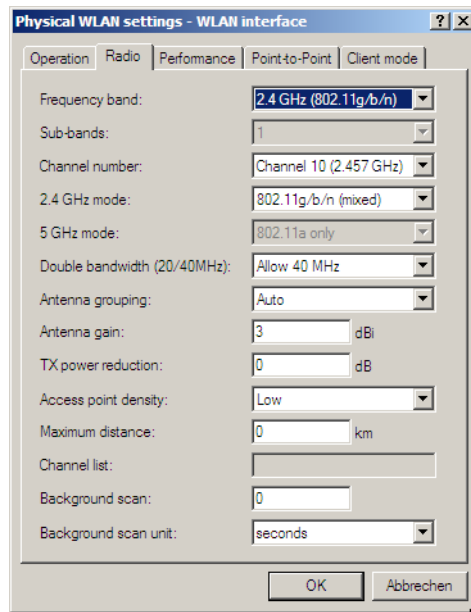 Physical WLAN settings - WLAN interface
Operation Radio Performance Point-to-Point Client mode
Frequency band: 2.4 GHz (802.11g/b/n)
Sub-bands: 1
Channel number: Channel 10 (2.457 GHz)
2.4 GHz mode: 802.11g/b/n (mixed)
5 GHz mode: 802.11a only
Double bandwidth (20/40MHz): Allow 40 MHz
Antenna grouping: Auto
Antenna gain: 3 dBi
TX power reduction: 0 dB
Access point density: Low
Maximum distance: 0 km
Channel list:
Background scan: 0
Background scan unit: seconds
OK Abbrechen